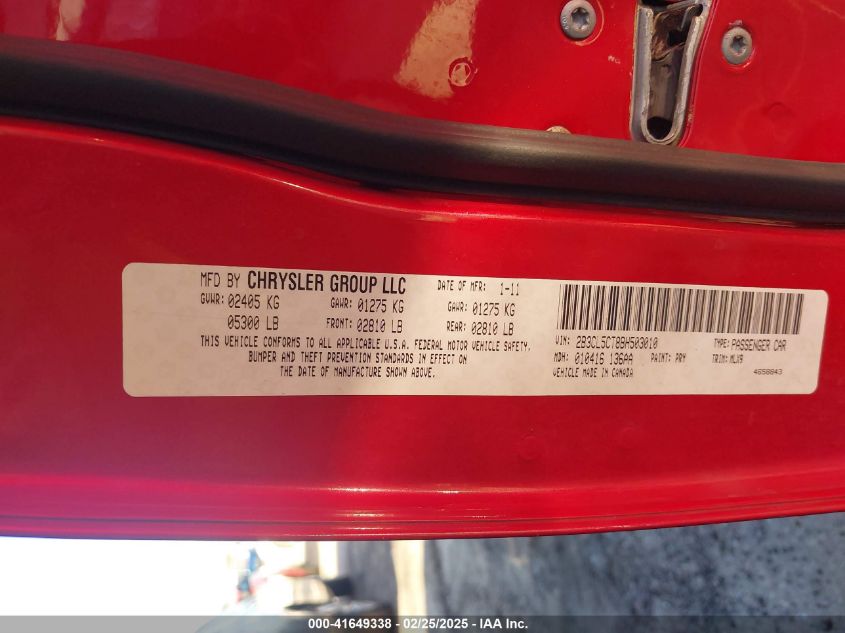 MFD BY CHRYSLER GROUP LLC DATE OF MFR: 1-11
GVWR: 02405 KG GAWR: 01275 KG GAWR: 01275 KG
05300 LB FRONT: 02810 LB REAR: 02810 LB
THIS VEHICLE CONFORMS TO ALL APPLICABLE U.S.A. FEDERAL MOTOR VEHICLE SAFETY,
BUMPER AND THEFT PREVENTION STANDARDS IN EFFECT ON
THE DATE OF MANUFACTURE SHOWN ABOVE.
VIN: 2B3CL5CT8BH503010 TYPE: PASSENGER CAR
MDH: 010416 136AA PAINT: PRY TRIM: MLX9
VEHICLE MADE IN CANADA 4658843
000-41649338 - 02/25/2025 - IAA Inc.